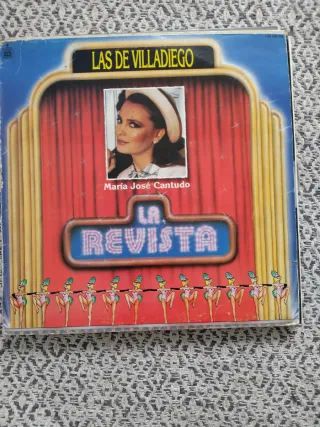 LAS DE VILLADIEGO
María José Cantudo
LA
REVISTA